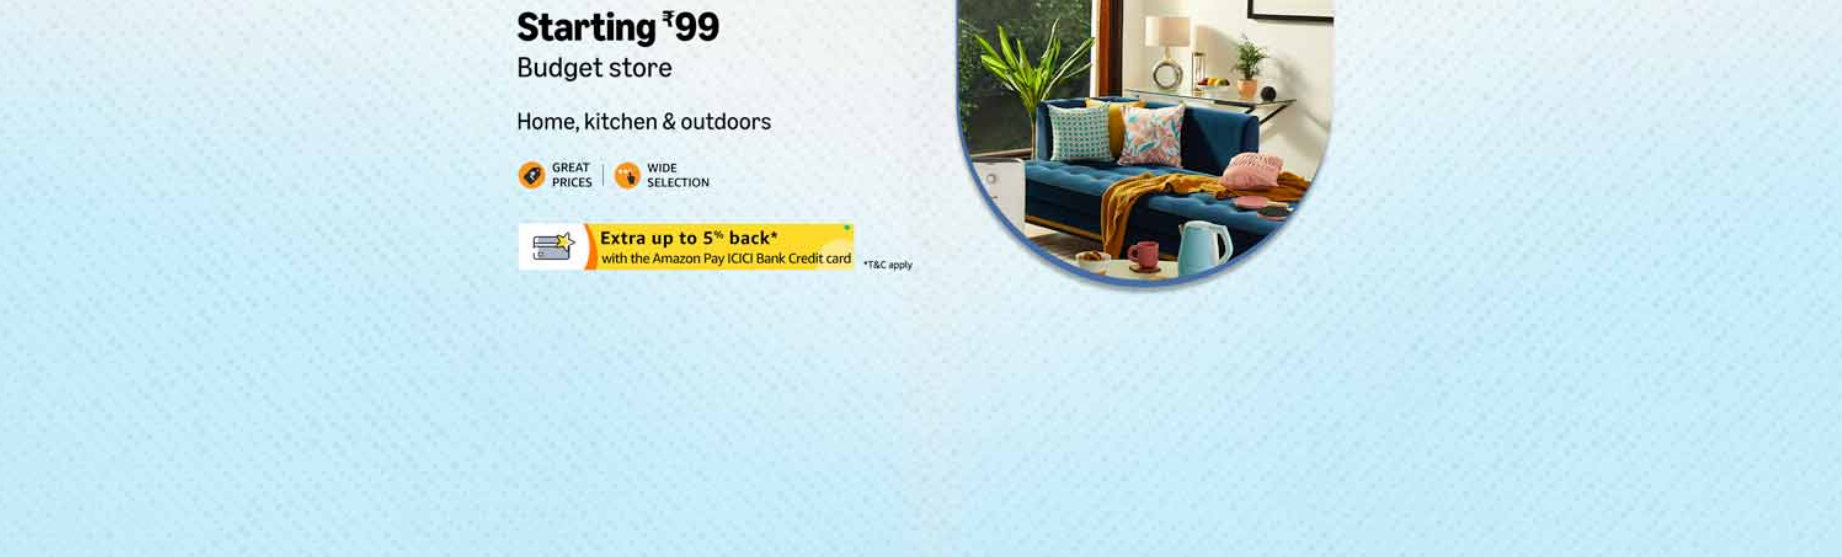 Starting ₹99
Budget store
Home, kitchen & outdoors
GREAT
PRICES
WIDE
SELECTION
Extra up to 5% back*
with the Amazon Pay ICICI Bank Credit card
*T&C apply